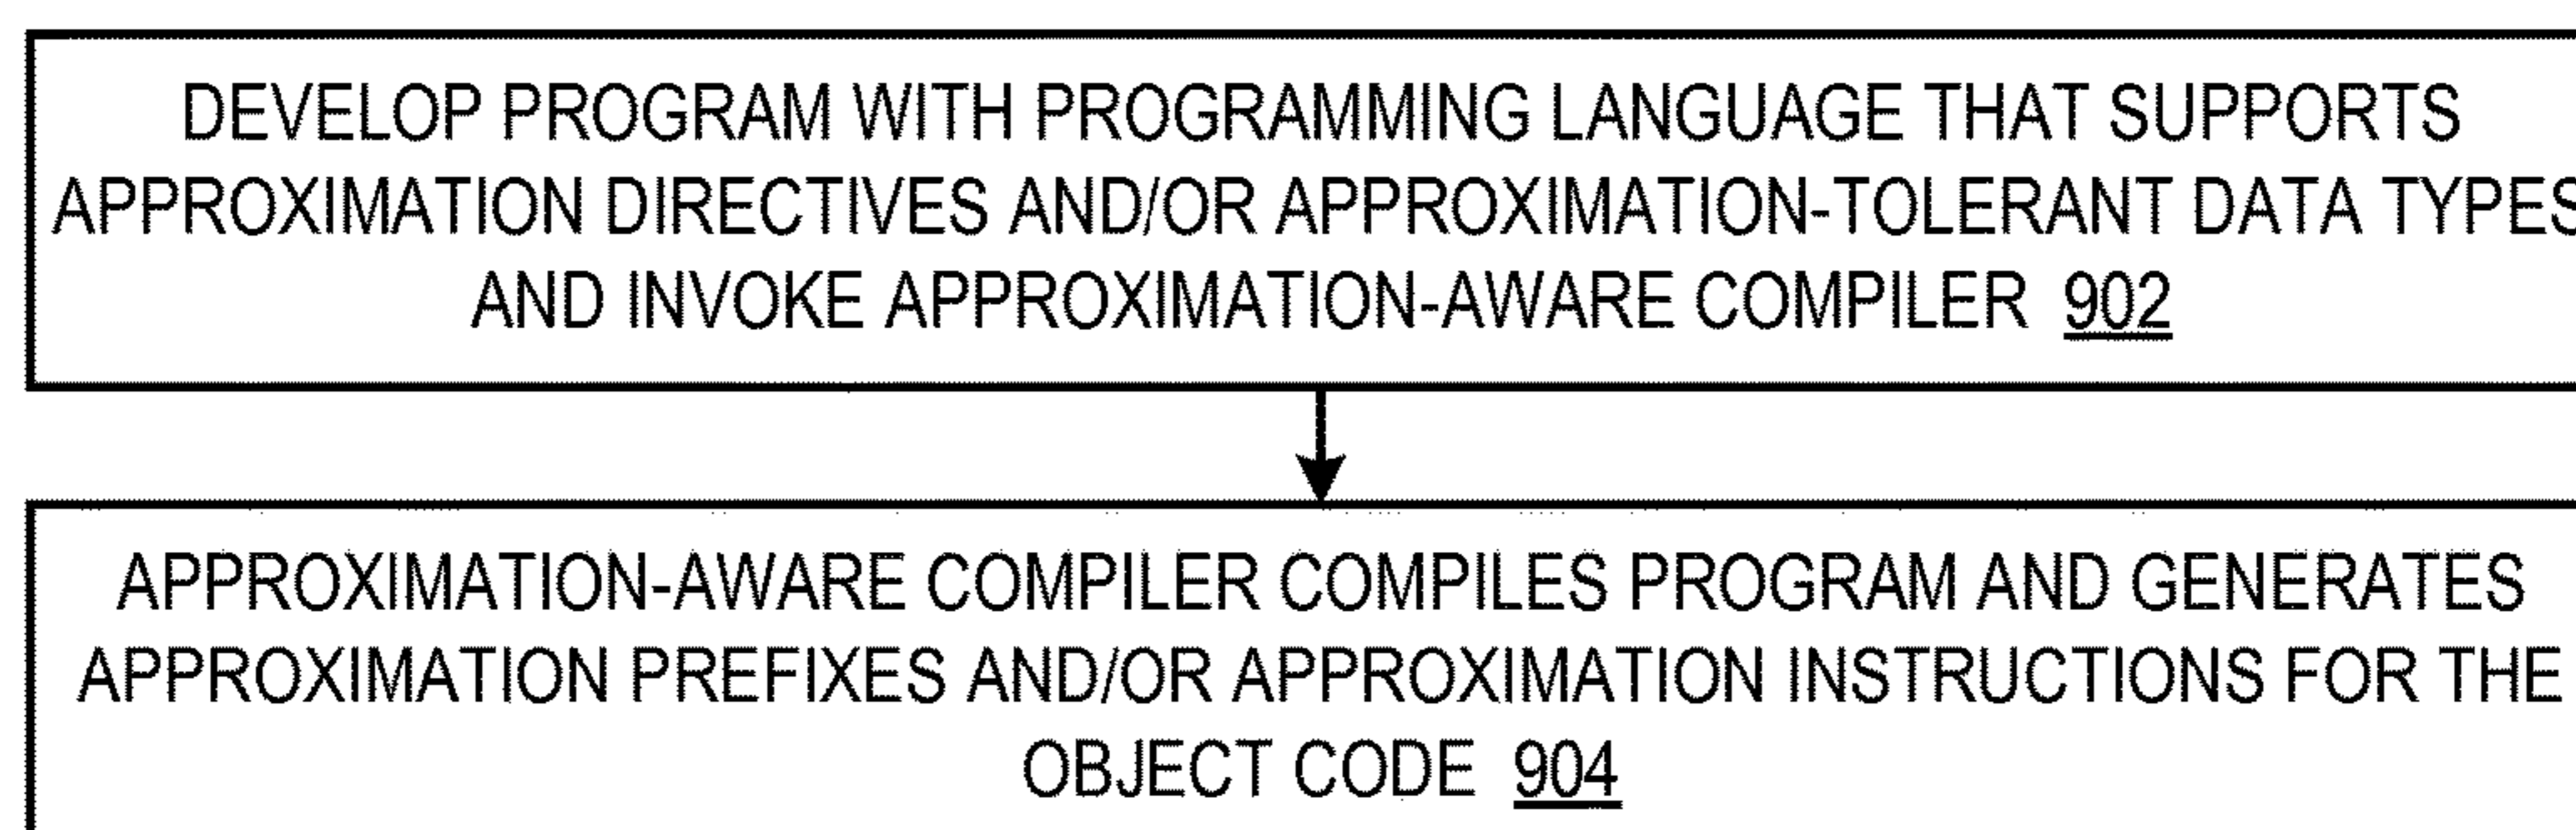 DEVELOP PROGRAM WITH PROGRAMMING LANGUAGE THAT SUPPORTS
APPROXIMATION DIRECTIVES AND/OR APPROXIMATION-TOLERANT DATA TYPES
AND INVOKE APPROXIMATION-AWARE COMPILER 902
APPROXIMATION-AWARE COMPILER COMPILES PROGRAM AND GENERATES
APPROXIMATION PREFIXES AND/OR APPROXIMATION INSTRUCTIONS FOR THE
OBJECT CODE 904